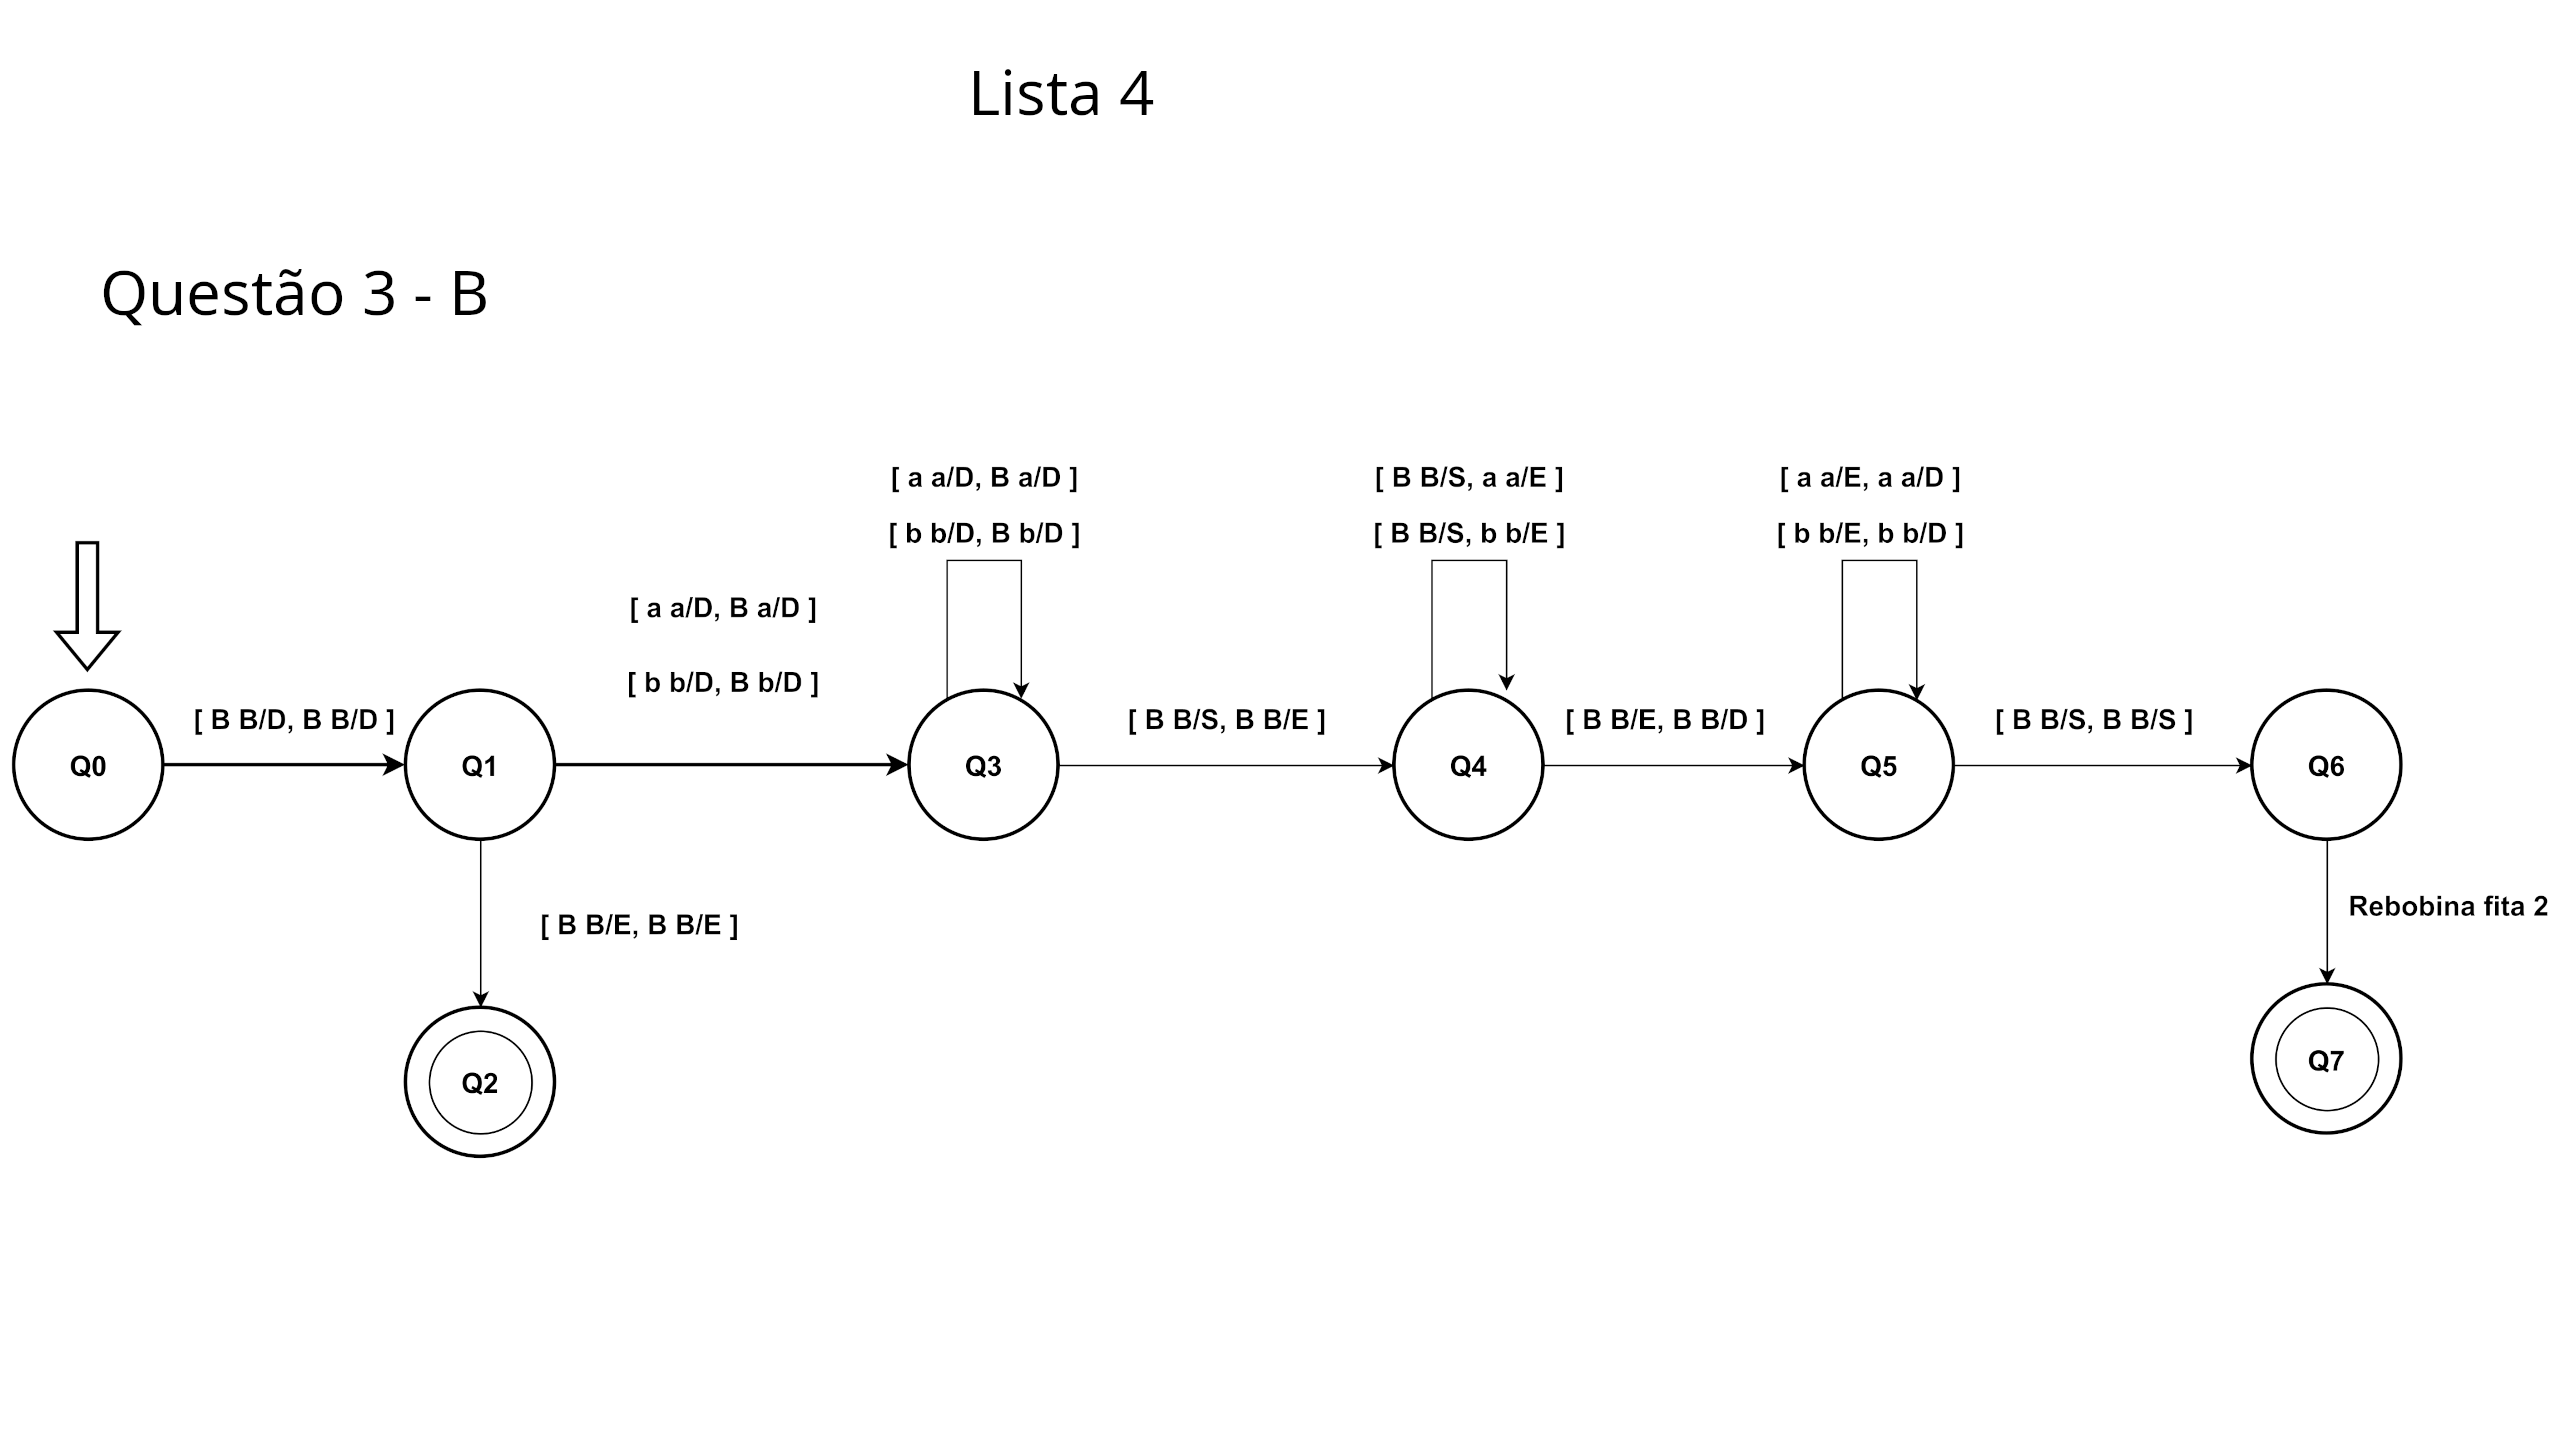 Lista 4
Questão 3 - B
[ a a/D, B a/D ]
[ b b/D, B b/D ]
[ B B/S, a a/E ]
[ B B/S, b b/E ]
[ a a/E, a a/D ]
[ b b/E, b b/D ]
[ a a/D, B a/D ]
[ b b/D, B b/D ]
[ B B/D, B B/D ]
[ B B/S, B B/E ]
[ B B/E, B B/D ]
[ B B/S, B B/S ]
Q0
Q1
Q3
Q4
Q5
Q6
[ B B/E, B B/E ]
Rebobina fita 2
Q2
Q7